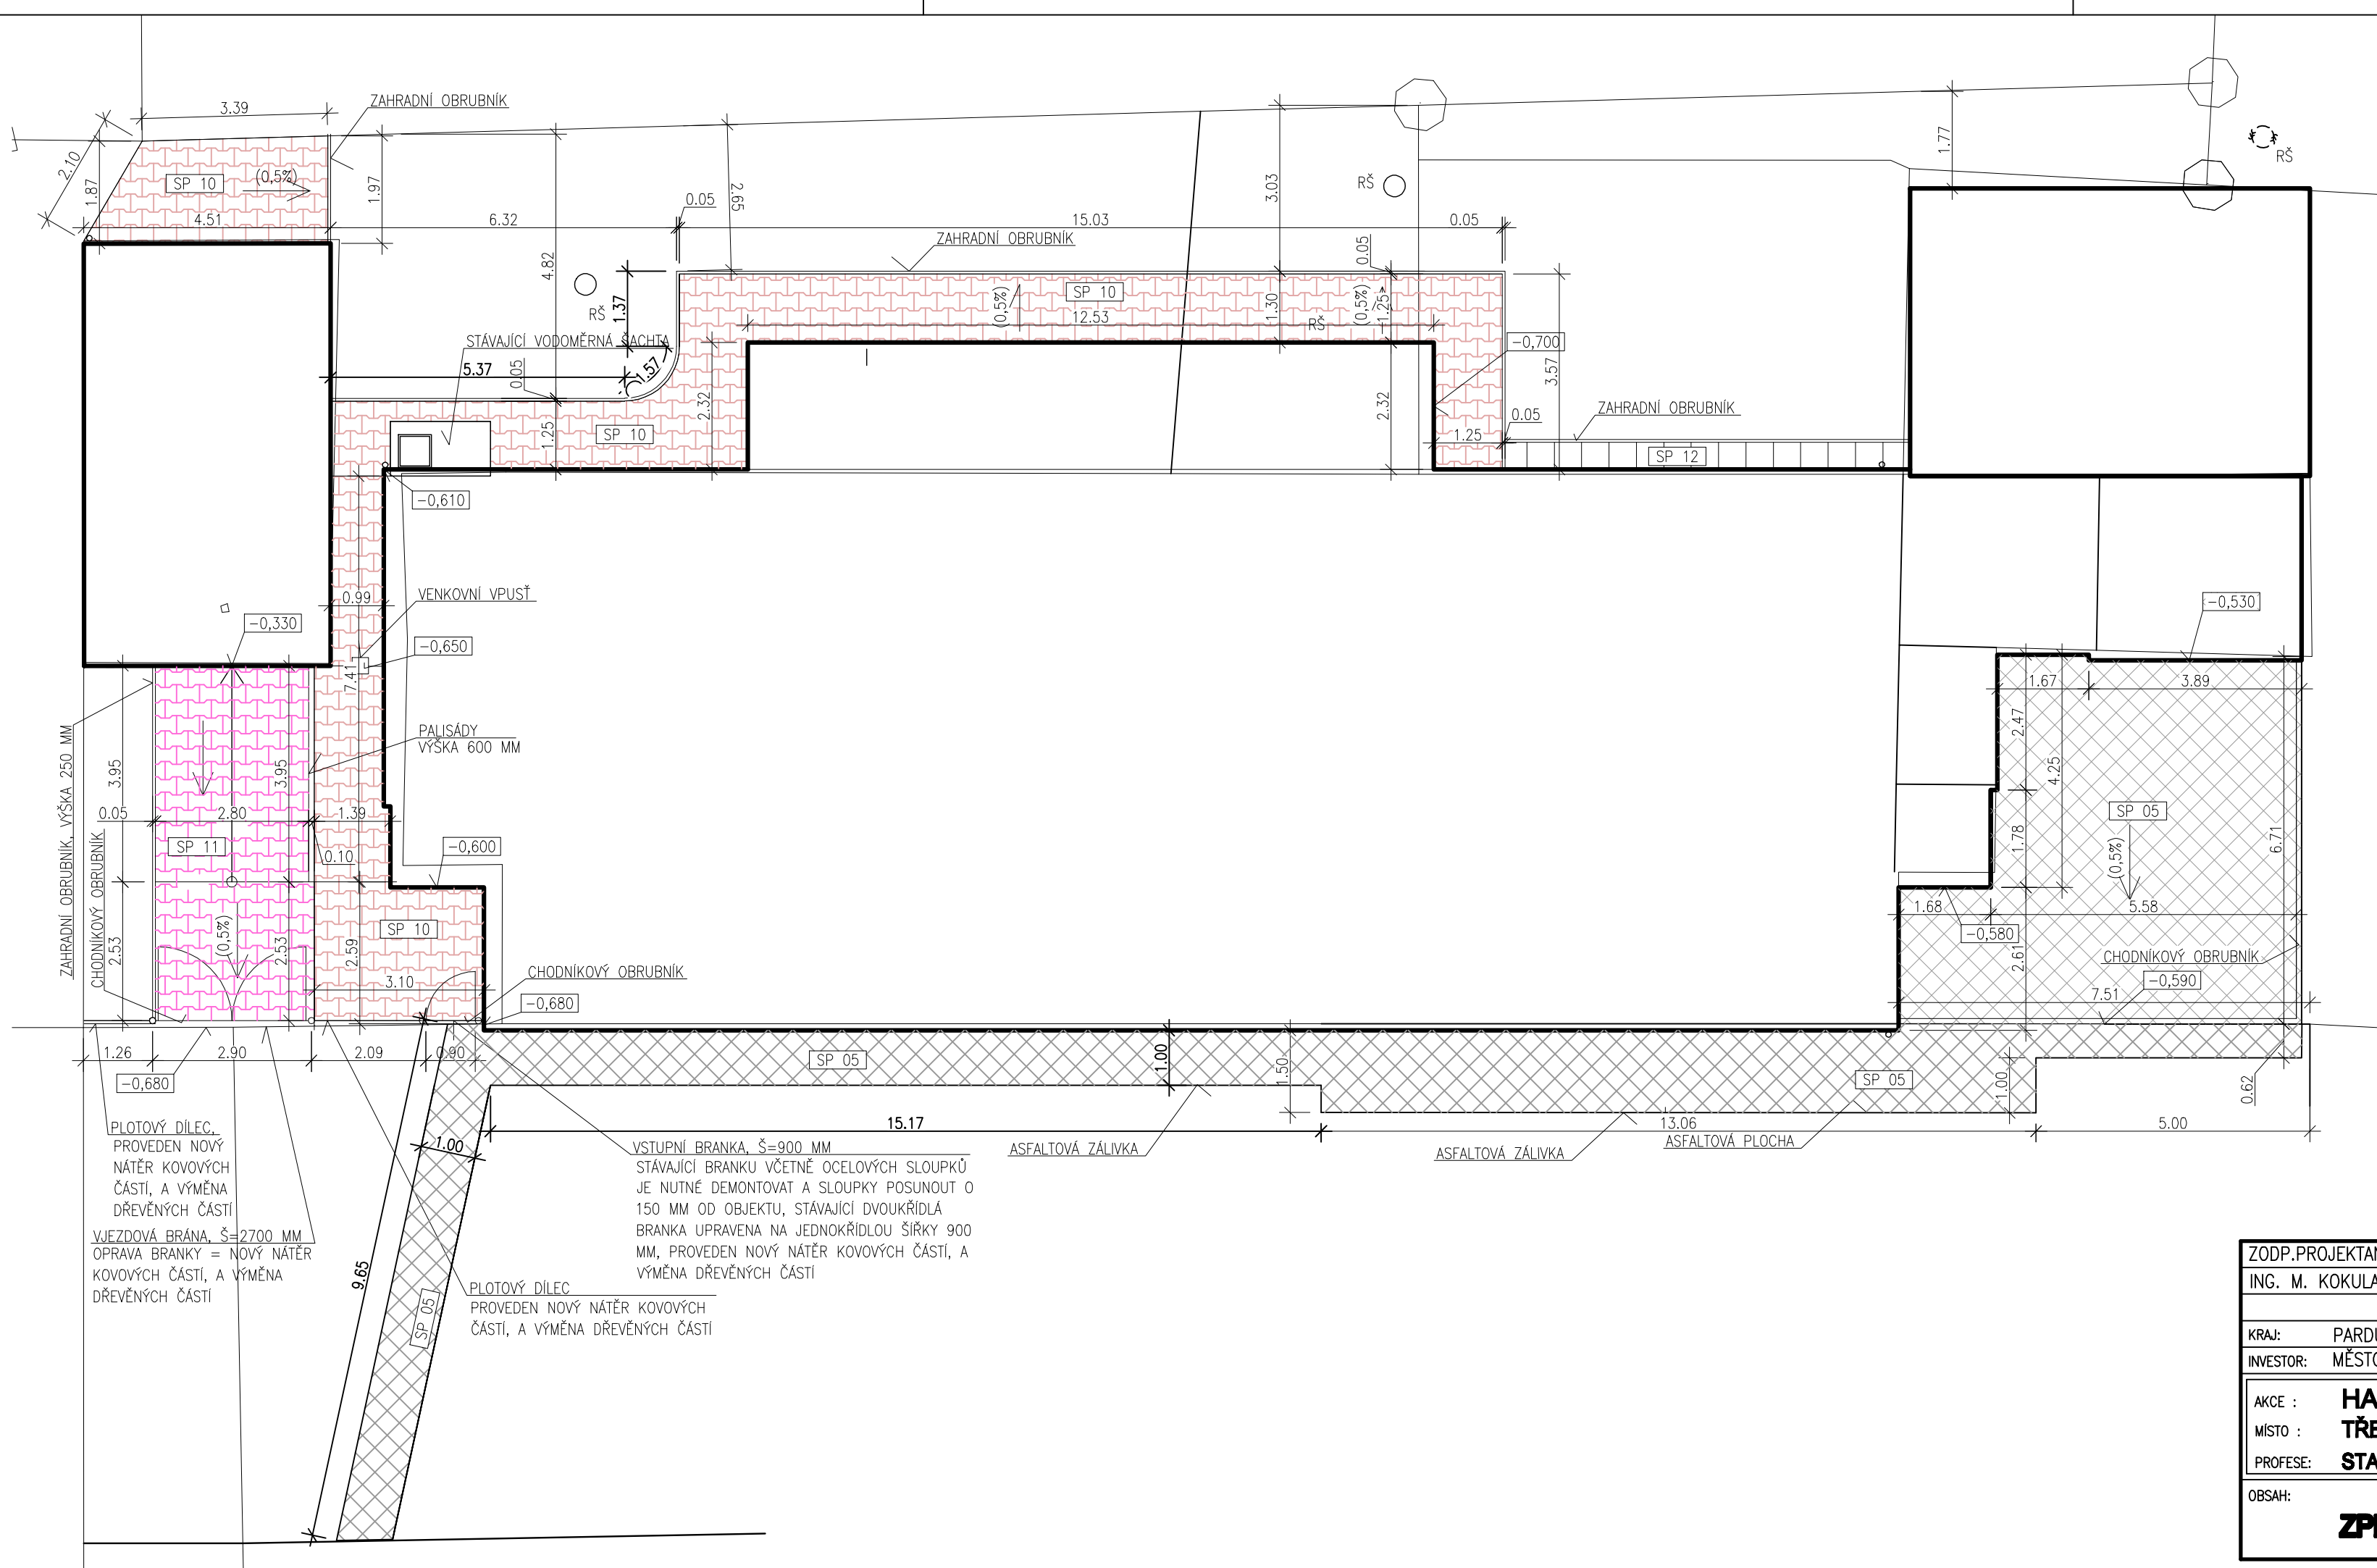 3.39
ZAHRADNÍ OBRUBNÍK
2.10
1.87
SP 10
(0,5%)
4.51
1.97
6.32
4.82
0.05
2.65
15.03
3.03
0.05
1.77
RŠ
RŠ
ZAHRADNÍ OBRUBNÍK
0.05
RŠ
1.37
(0,5%)
SP 10
12.53
1.30
RŠ
(0,5%)
1.25
STÁVAJÍCÍ VODOMĚRNÁ ŠACHTA
5.37
0.05
1.57
2.32
2.32
-0,700
3.57
1.25
SP 10
1.25
0.05
ZAHRADNÍ OBRUBNÍK
SP 12
-0,610
0.99
VENKOVNÍ VPUSŤ
-0,330
-0,650
7.41
-0,530
1.67
3.89
2.47
4.25
PALISÁDY
VÝŠKA 600 MM
ZAHRADNÍ OBRUBNÍK, VÝŠKA 250 MM
CHODNÍKOVÝ OBRUBNÍK
3.95
3.95
0.05
2.80
1.39
SP 11
0.10
-0,600
SP 05
(0,5%)
1.78
6.71
1.68
5.58
-0,580
2.61
CHODNÍKOVÝ OBRUBNÍK
-0,590
7.51
SP 10
2.53
(0,5%)
2.53
2.59
3.10
CHODNÍKOVÝ OBRUBNÍK
-0,680
1.26
2.90
2.09
0.90
-0,680
SP 05
1.00
1.50
SP 05
1.00
0.62
15.17
13.06
5.00
1.00
ASFALTOVÁ ZÁLIVKA
ASFALTOVÁ ZÁLIVKA
ASFALTOVÁ PLOCHA
PLOTOVÝ DÍLEC,
PROVEDEN NOVÝ
NÁTĚR KOVOVÝCH
ČÁSTÍ, A VÝMĚNA
DŘEVĚNÝCH ČÁSTÍ
VJEZDOVÁ BRÁNA, Š=2700 MM
OPRAVA BRANKY = NOVÝ NÁTĚR
KOVOVÝCH ČÁSTÍ, A VÝMĚNA
DŘEVĚNÝCH ČÁSTÍ
VSTUPNÍ BRANKA, Š=900 MM
STÁVAJÍCÍ BRANKU VČETNĚ OCELOVÝCH SLOUPKŮ
JE NUTNÉ DEMONTOVAT A SLOUPKY POSUNOUT O
150 MM OD OBJEKTU, STÁVAJÍCÍ DVOUKŘÍDLÁ
BRANKA UPRAVENA NA JEDNOKŘÍDLOU ŠÍŘKY 900
MM, PROVEDEN NOVÝ NÁTĚR KOVOVÝCH ČÁSTÍ, A
VÝMĚNA DŘEVĚNÝCH ČÁSTÍ
9.65
SP 05
PLOTOVÝ DÍLEC
PROVEDEN NOVÝ NÁTĚR KOVOVÝCH
ČÁSTÍ, A VÝMĚNA DŘEVĚNÝCH ČÁSTÍ
ING. M.
KRAJ:
INVESTOR:
AKCE :
MÍSTO :
PROFESE:
OBSAH: